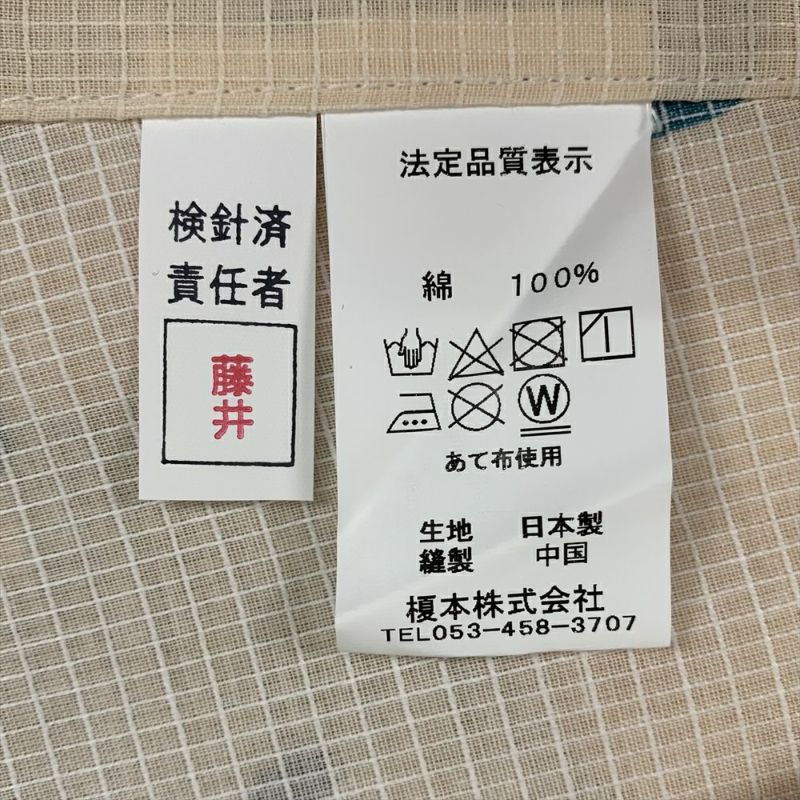 検針済
責任者
藤井
法定品質表示
綿 100%
W
あて布使用
生地 日本製
縫製 中国
榎本株式会社
TEL053-458-3707